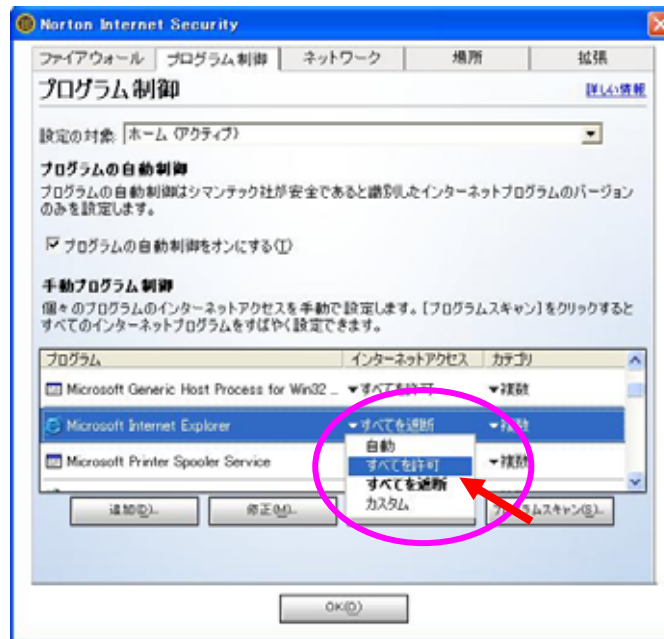 Norton Internet Security
ファイアウォール プログラム制御 ネットワーク 場所 拡張
プログラム制御 詳しい情報
設定の対象: ホーム (アクティブ)
プログラムの自動制御
プログラムの自動制御はシマンテック社が安全であると識別したインターネットプログラムのバージョン
のみを設定します。
プログラムの自動制御をオンにする(T)
手動プログラム制御
個々のプログラムのインターネットアクセスを手動で設定します。[プログラムスキャン]をクリックすると
すべてのインターネットプログラムをすばやく設定できます。
プログラム インターネットアクセス カテゴリ
Microsoft Generic Host Process for Win32 ... すべてを許可 複数
Microsoft Internet Explorer すべてを遮断 複数
自動
Microsoft Printer Spooler Service すべてを許可 複数
すべてを遮断
カスタム
追加(D)... 修正(M)... プログラムスキャン(S)...
OK(O)